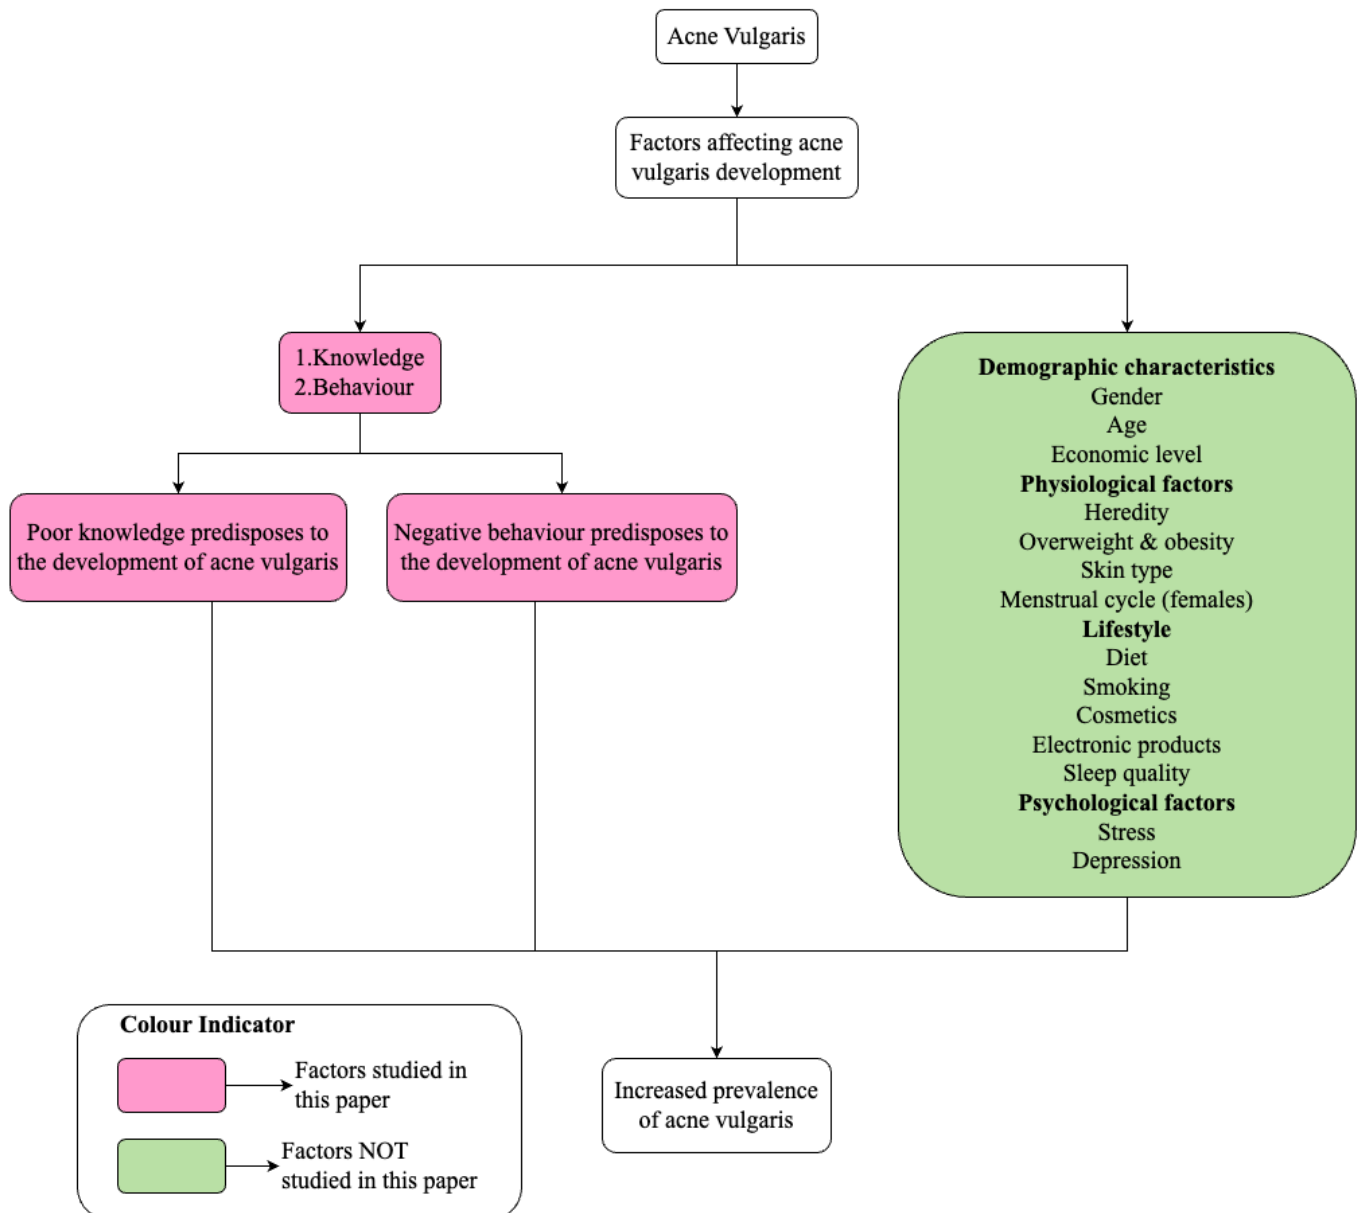 Acne Vulgaris
Factors affecting acne
vulgaris development
1.Knowledge
2.Behaviour
Poor knowledge predisposes to
the development of acne vulgaris
Negative behaviour predisposes to
the development of acne vulgaris
Demographic characteristics
Gender
Age
Economic level
Physiological factors
Heredity
Overweight & obesity
Skin type
Menstrual cycle (females)
Lifestyle
Diet
Smoking
Cosmetics
Electronic products
Sleep quality
Psychological factors
Stress
Depression
Colour Indicator
Factors studied in
this paper
Factors NOT
studied in this paper
Increased prevalence
of acne vulgaris